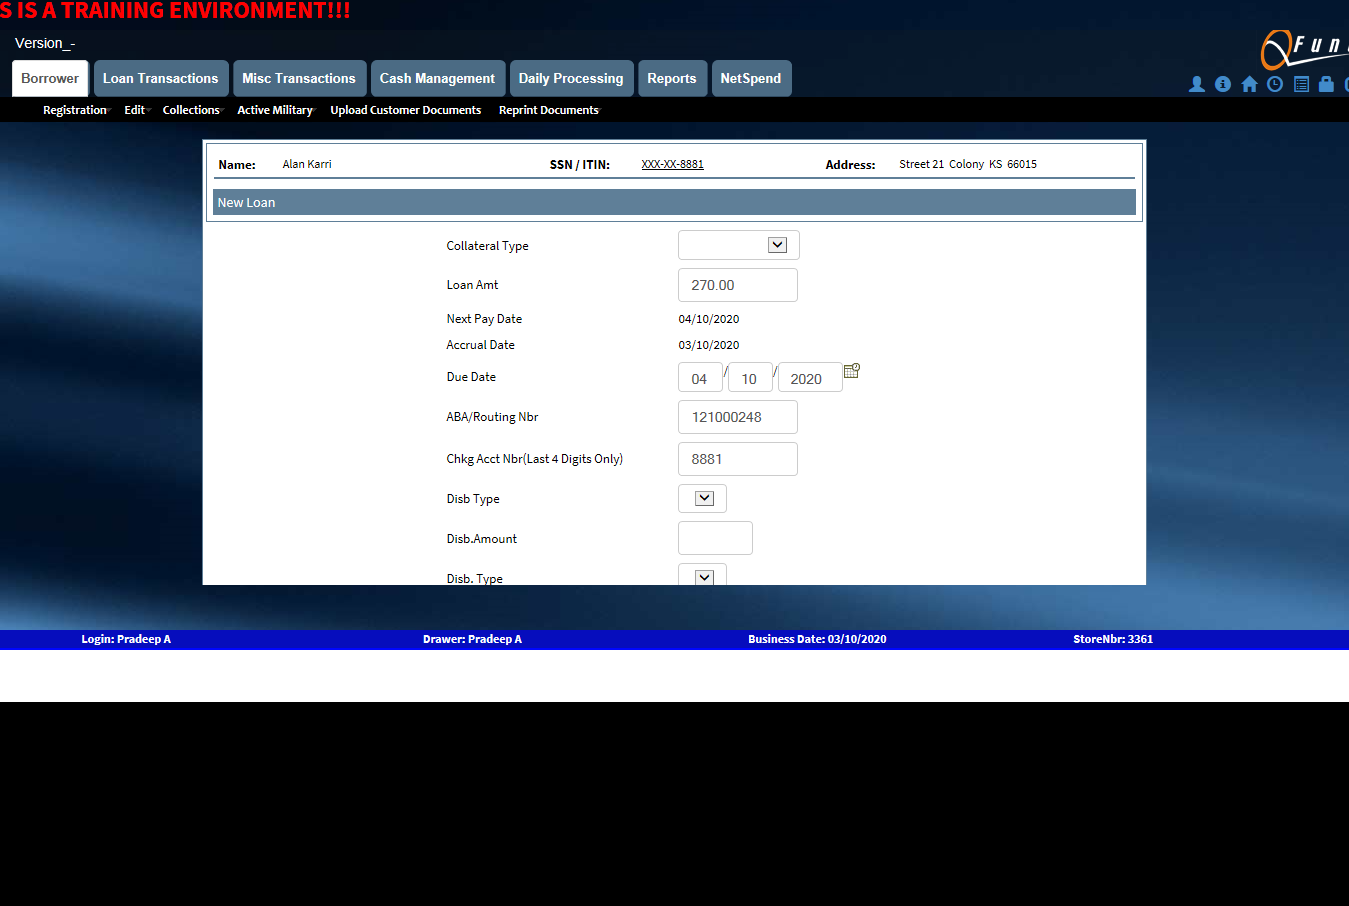 S IS A TRAINING ENVIRONMENT!!!
Version_-
Fun
Borrower Loan Transactions Misc Transactions Cash Management Daily Processing Reports NetSpend
Registration Edit Collections Active Military Upload Customer Documents Reprint Documents
Name: Alan Karri SSN / ITIN: XXX-XX-8881 Address: Street 21 Colony KS 66015
New Loan
Collateral Type
Loan Amt 270.00
Next Pay Date 04/10/2020
Accrual Date 03/10/2020
Due Date 04 / 10 / 2020
ABA/Routing Nbr 121000248
Chkg Acct Nbr(Last 4 Digits Only) 8881
Disb Type
Disb.Amount
Disb. Type
Login: Pradeep A Drawer: Pradeep A Business Date: 03/10/2020 StoreNbr: 3361